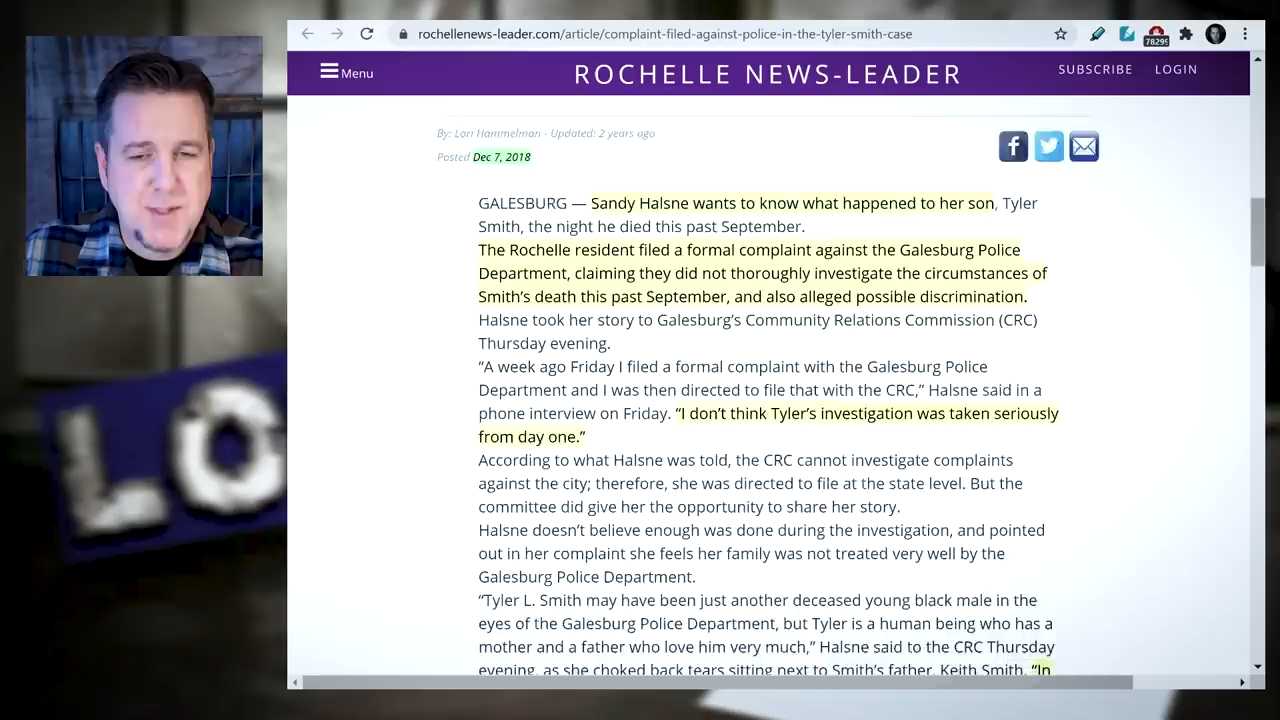 rochellenews-leader.com/article/complaint-filed-against-police-in-the-tyler-smith-case
7829
Menu
ROCHELLE NEWS-LEADER
SUBSCRIBE
LOGIN
By: Lori Hammelman - Updated: 2 years ago
Posted Dec 7, 2018
GALESBURG — Sandy Halsne wants to know what happened to her son, Tyler
Smith, the night he died this past September.
The Rochelle resident filed a formal complaint against the Galesburg Police
Department, claiming they did not thoroughly investigate the circumstances of
Smith’s death this past September, and also alleged possible discrimination.
Halsne took her story to Galesburg’s Community Relations Commission (CRC)
Thursday evening.
“A week ago Friday I filed a formal complaint with the Galesburg Police
Department and I was then directed to file that with the CRC,” Halsne said in a
phone interview on Friday. “I don’t think Tyler’s investigation was taken seriously
from day one.”
According to what Halsne was told, the CRC cannot investigate complaints
against the city; therefore, she was directed to file at the state level. But the
committee did give her the opportunity to share her story.
Halsne doesn’t believe enough was done during the investigation, and pointed
out in her complaint she feels her family was not treated very well by the
Galesburg Police Department.
“Tyler L. Smith may have been just another deceased young black male in the
eyes of the Galesburg Police Department, but Tyler is a human being who has a
mother and a father who love him very much,” Halsne said to the CRC Thursday
evening, as she choked back tears sitting next to Smith’s father, Keith Smith. “In
LO